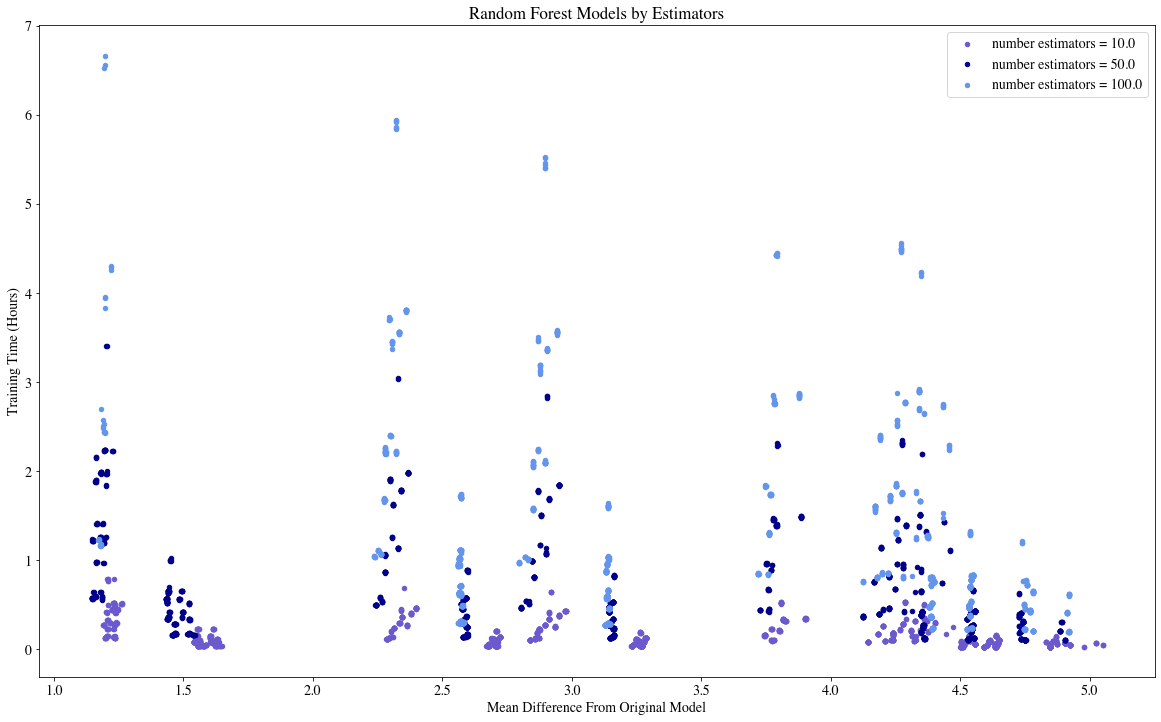 Random Forest Models by Estimators
number estimators = 10.0
number estimators = 50.0
number estimators = 100.0
Training Time (Hours)
7
6
5
4
3
2
1
0
1.0 1.5 2.0 2.5 3.0 3.5 4.0 4.5 5.0
Mean Difference From Original Model